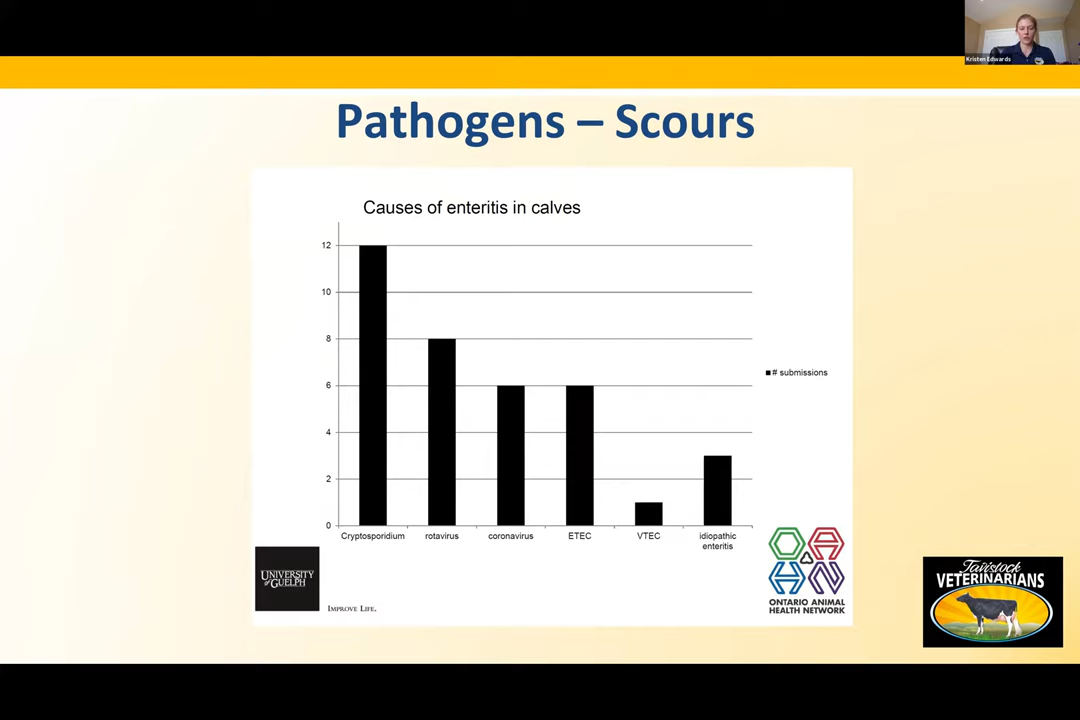 Kristen Edwards
Pathogens – Scours
Causes of enteritis in calves
12
10
8
6
4
2
0
Cryptosporidium
rotavirus
coronavirus
ETEC
VTEC
idiopathic
enteritis
# submissions
UNIVERSITY
OF GUELPH
IMPROVE LIFE.
OAHN
ONTARIO ANIMAL
HEALTH NETWORK
Tavistock
VETERINARIANS